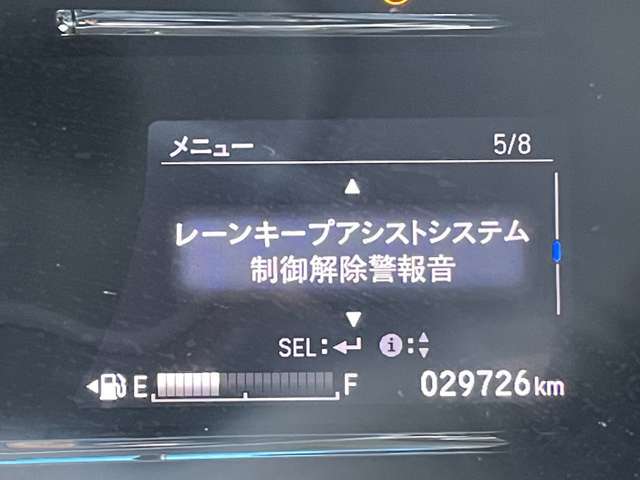 メニュー 5/8
レーンキープアシストシステム
制御解除警報音
SEL: i:
E F 029726km